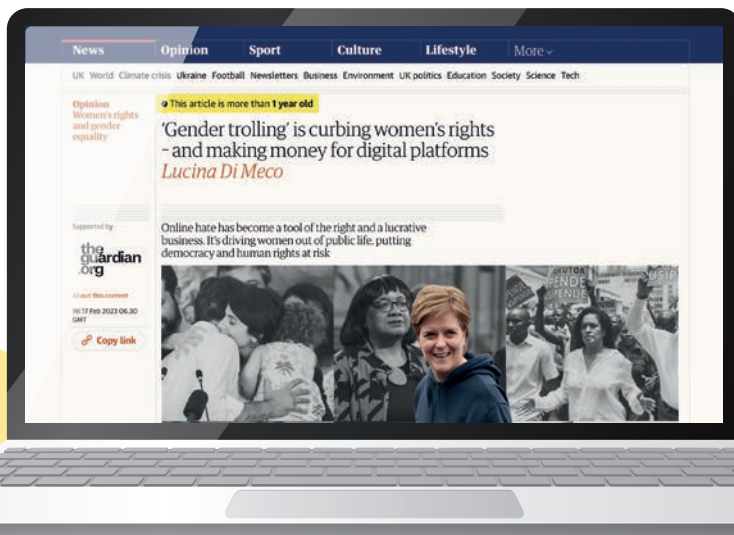 News Opinion Sport Culture Lifestyle More
UK World Climate crisis Ukraine Football Newsletters Business Environment UK politics Education Society Science Tech
Opinion
Women's rights
and gender
equality
This article is more than 1 year old
'Gender trolling' is curbing women's rights
– and making money for digital platforms
Lucina Di Meco
Supported by
the
guardian
.org
About this content
Fri 17 Feb 2023 06.30
GMT
Copy link
Online hate has become a tool of the right and a lucrative
business. It's driving women out of public life, putting
democracy and human rights at risk